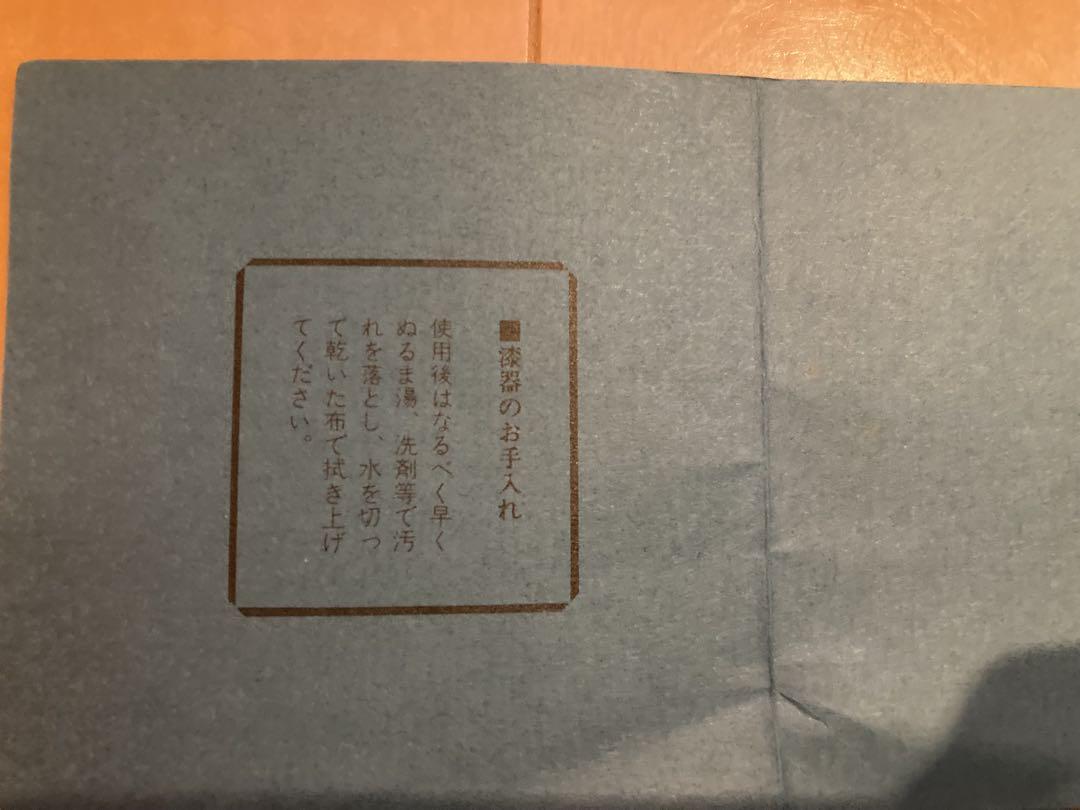 ■漆器のお手入れ
使用後はなるべく早く
ぬるま湯、洗剤等で汚
れを落とし、水を切っ
て乾いた布で拭き上げ
てください。